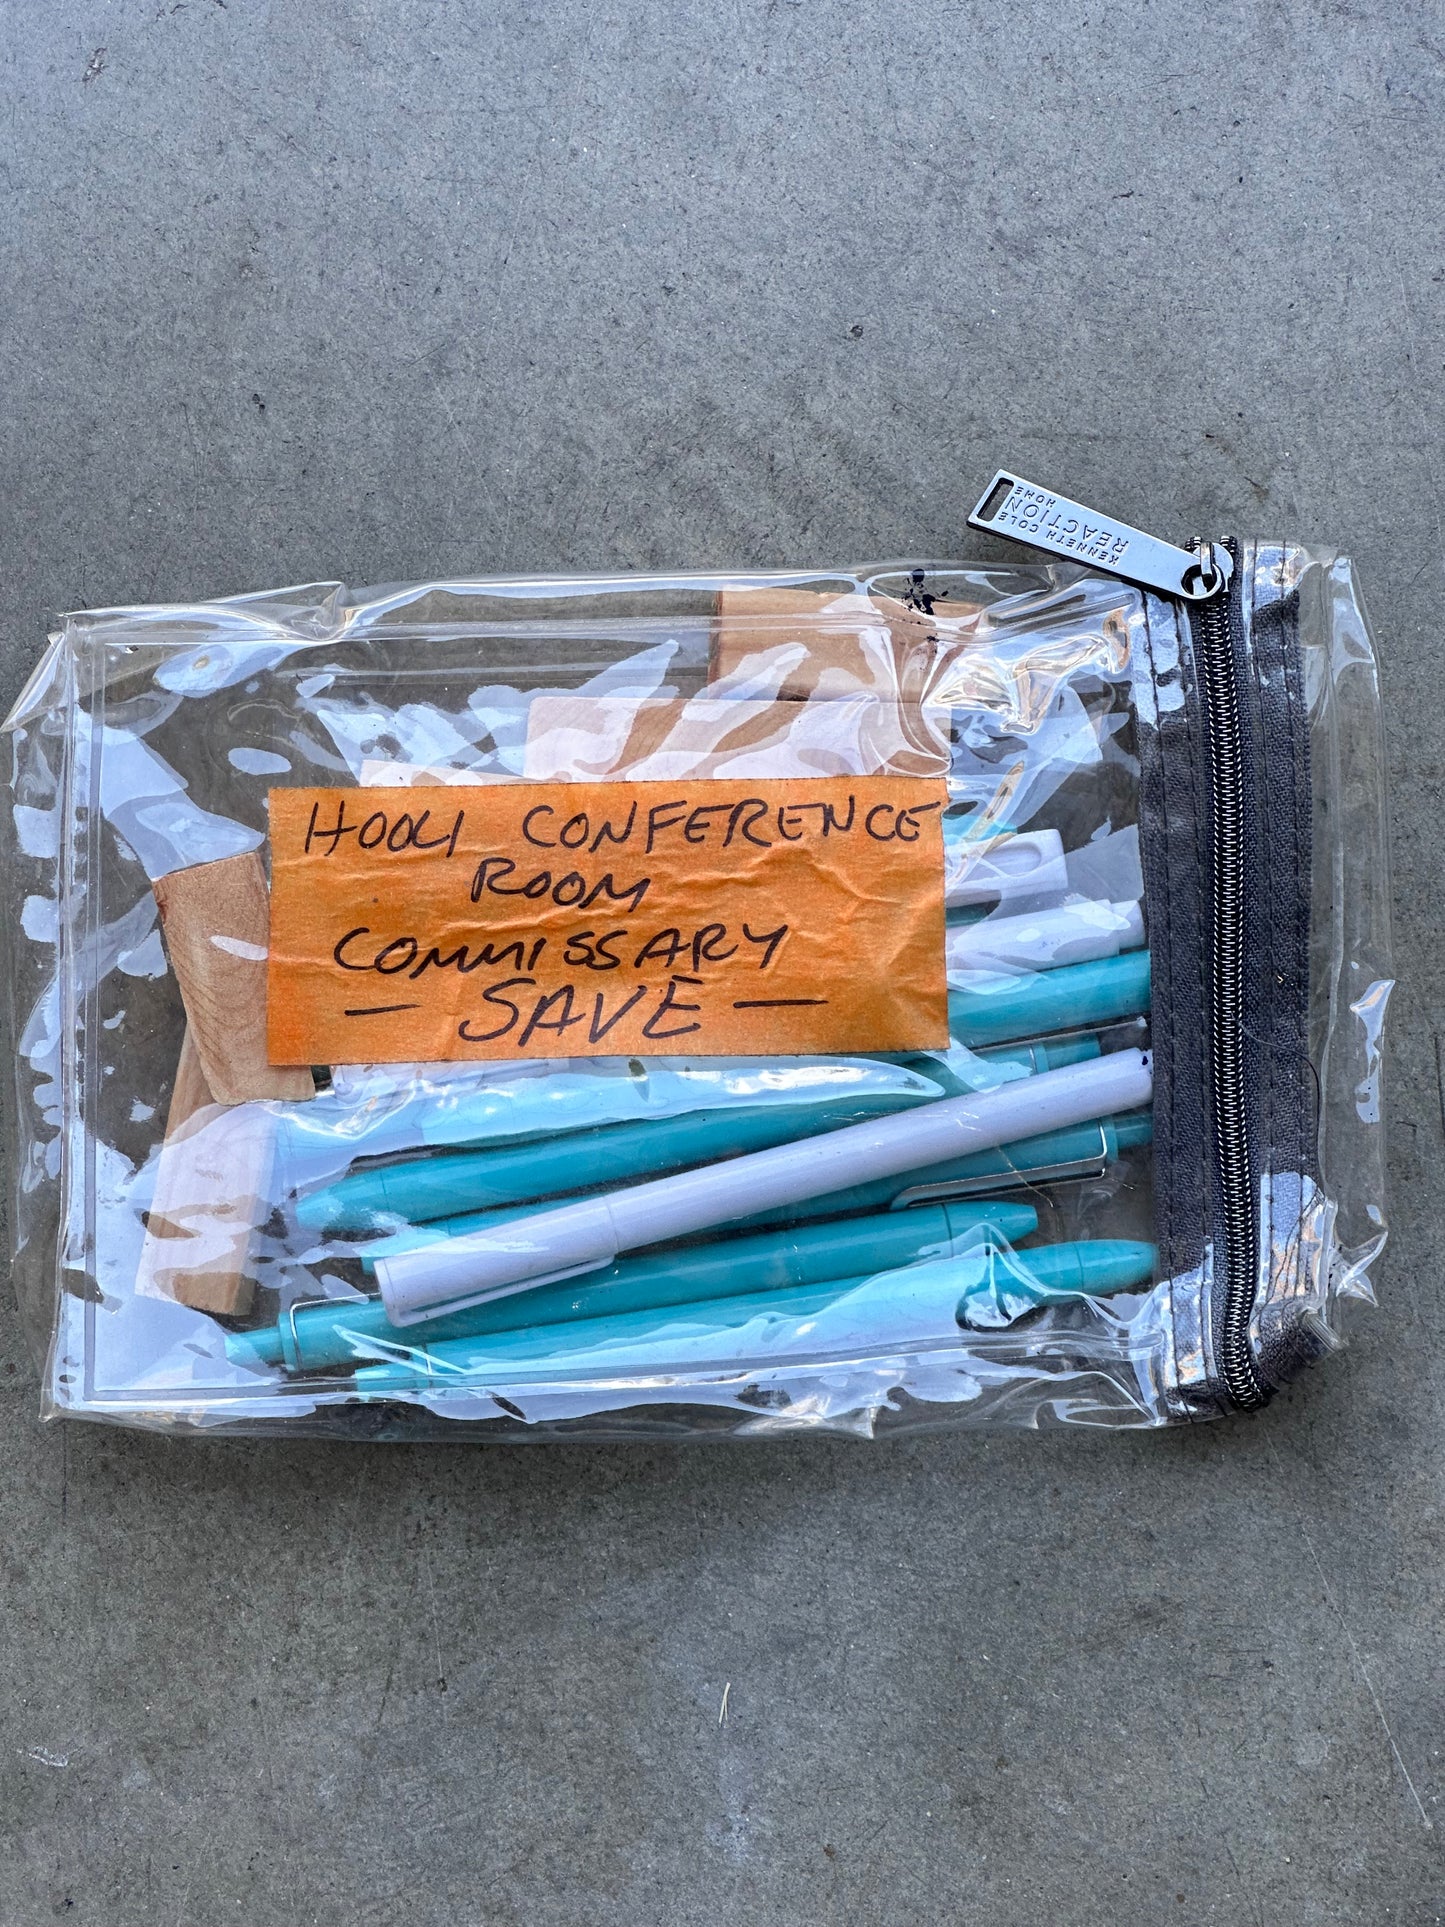 HOOLI CONFERENCE
ROOM
COMMISSARY
— SAVE —
KENNETH COLE
REACTION
HOME